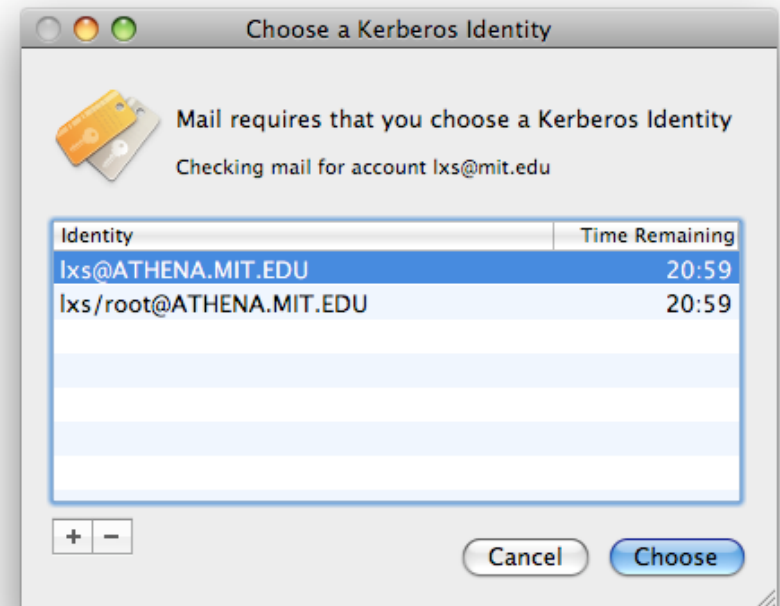 Choose a Kerberos Identity
Mail requires that you choose a Kerberos Identity
Checking mail for account lxs@mit.edu
Identity Time Remaining
lxs@ATHENA.MIT.EDU 20:59
lxs/root@ATHENA.MIT.EDU 20:59
+ −
Cancel Choose